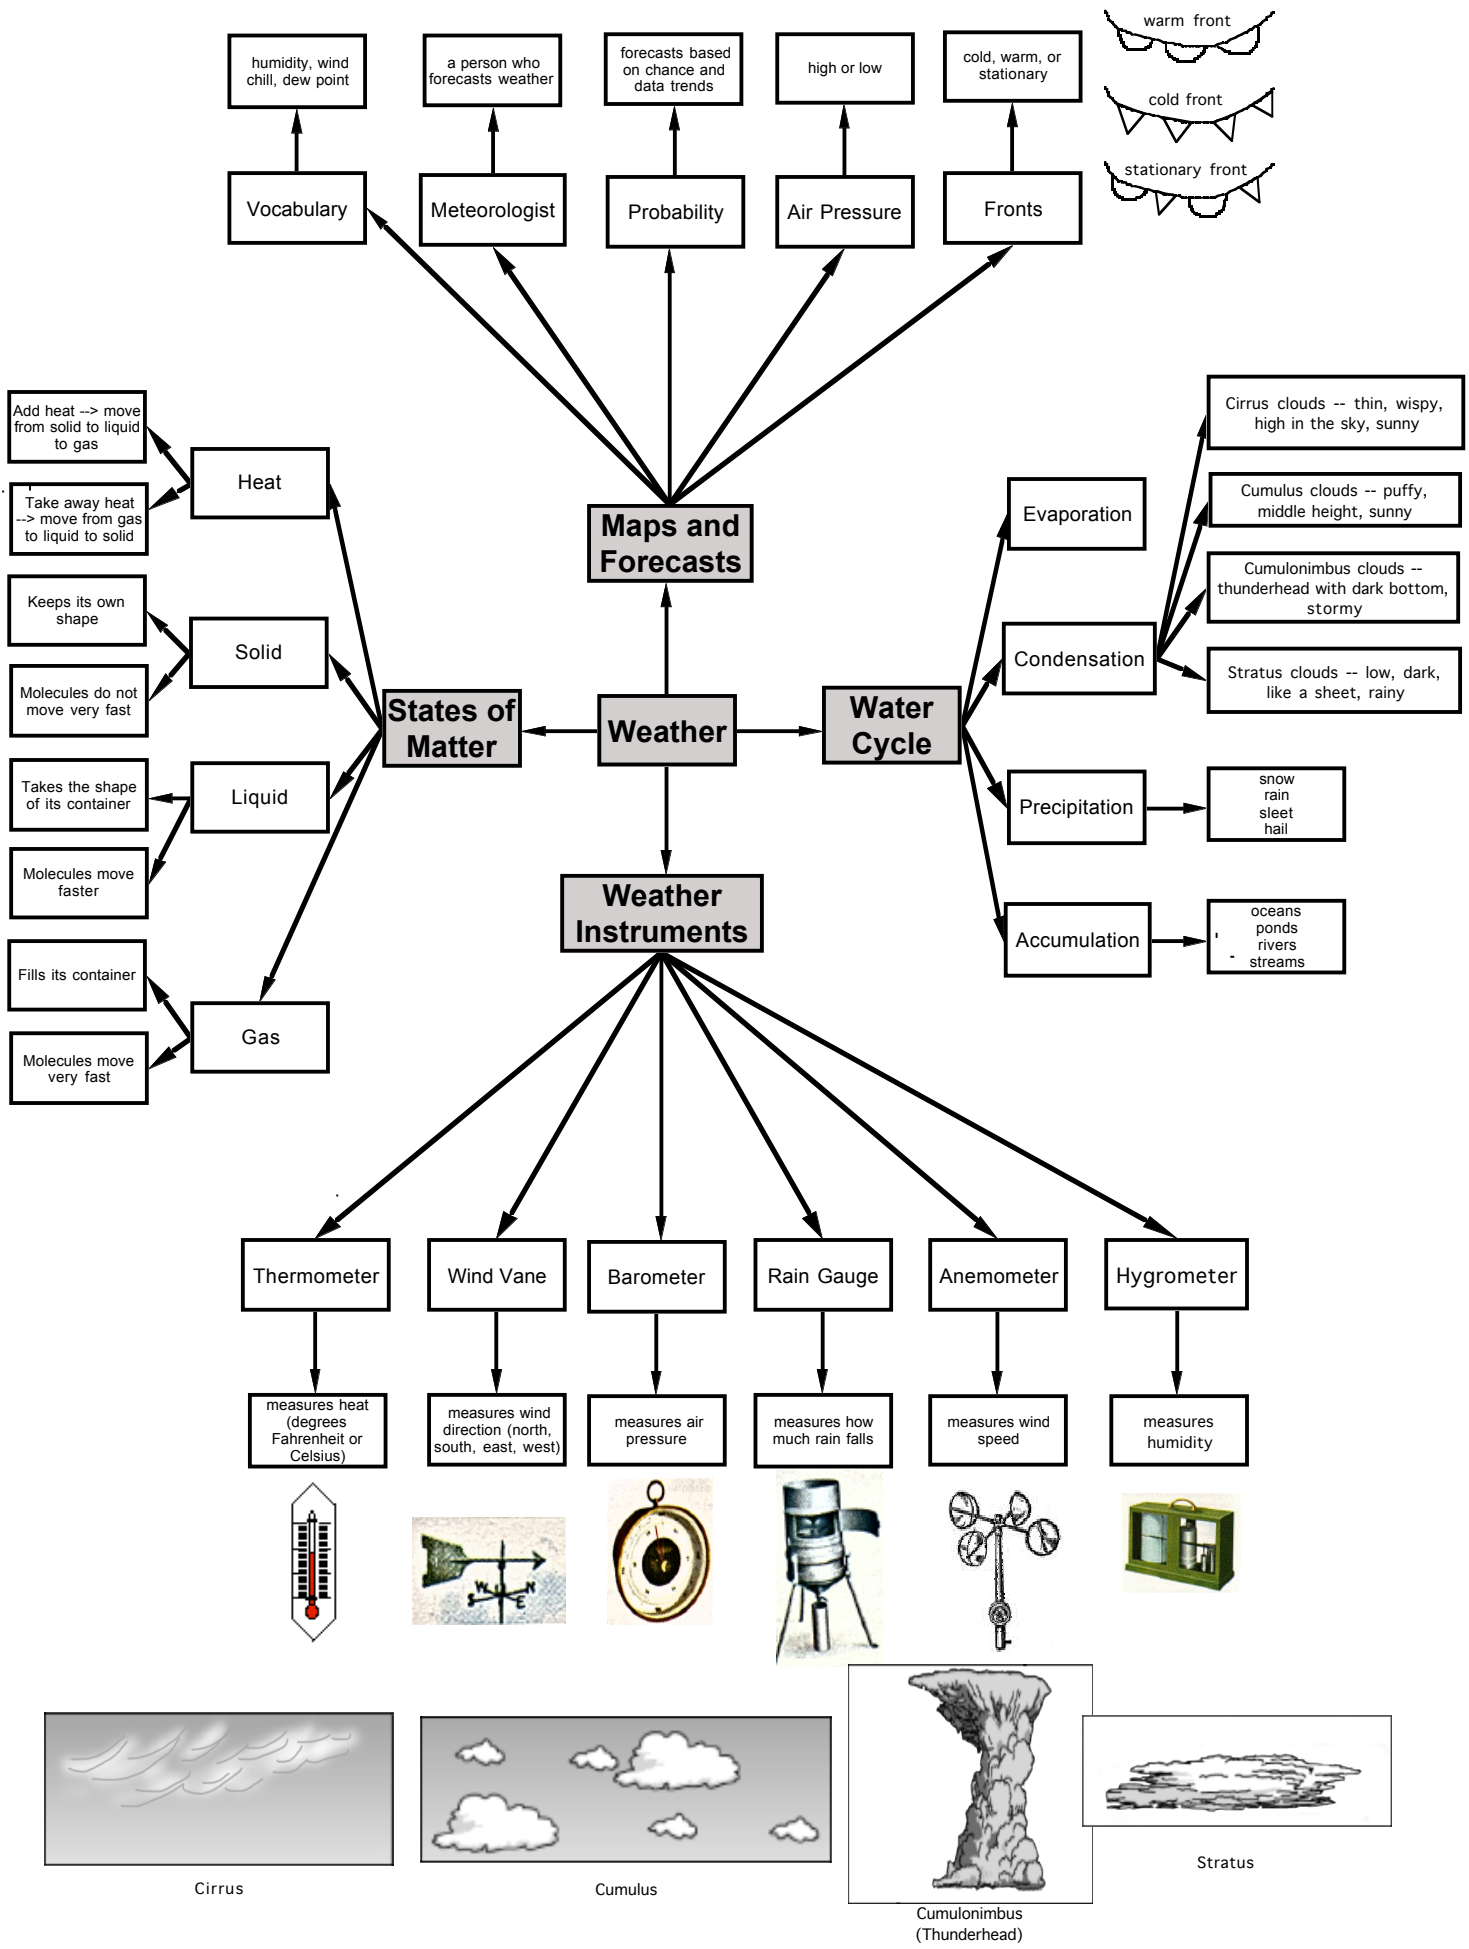 warm front
cold front
stationary front
humidity, wind
chill, dew point
a person who
forecasts weather
forecasts based
on chance and
data trends
high or low
cold, warm, or
stationary
Vocabulary
Meteorologist
Probability
Air Pressure
Fronts
Maps and
Forecasts
Add heat --> move
from solid to liquid
to gas
Take away heat
--> move from gas
to liquid to solid
Heat
Keeps its own
shape
Molecules do not
move very fast
Solid
Takes the shape
of its container
Molecules move
faster
Liquid
Fills its container
Molecules move
very fast
Gas
States of
Matter
Weather
Water
Cycle
Evaporation
Condensation
Cirrus clouds -- thin, wispy,
high in the sky, sunny
Cumulus clouds -- puffy,
middle height, sunny
Cumulonimbus clouds --
thunderhead with dark bottom,
stormy
Stratus clouds -- low, dark,
like a sheet, rainy
Precipitation
snow
rain
sleet
hail
Accumulation
oceans
ponds
rivers
streams
Weather
Instruments
Thermometer
Wind Vane
Barometer
Rain Gauge
Anemometer
Hygrometer
measures heat
(degrees
Fahrenheit or
Celsius)
measures wind
direction (north,
south, east, west)
measures air
pressure
measures how
much rain falls
measures wind
speed
measures
humidity
W N
S E
Cirrus
Cumulus
Cumulonimbus
(Thunderhead)
Stratus